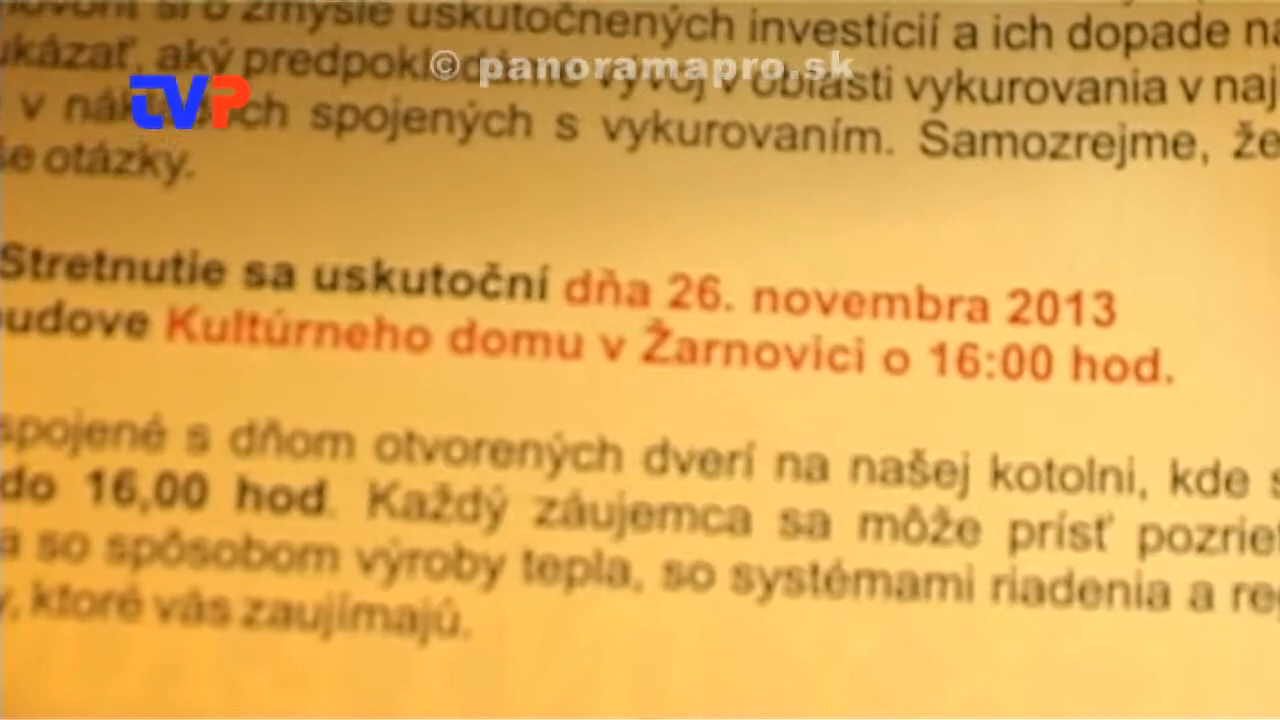 si o zmysle uskutočnených investícií a ich dopade na
ukázať, aký predpokladáme vývoj v oblasti vykurovania v naj
© panoramapro.sk
TVP
v nákladoch spojených s vykurovaním. Samozrejme, že
še otázky.
Stretnutie sa uskutoční dňa 26. novembra 2013
budove Kultúrneho domu v Žarnovici o 16:00 hod.
spojené s dňom otvorených dverí na našej kotolni, kde s
do 16,00 hod. Každý záujemca sa môže prísť pozrieť
a so spôsobom výroby tepla, so systémami riadenia a reg
, ktoré vás zaujímajú.